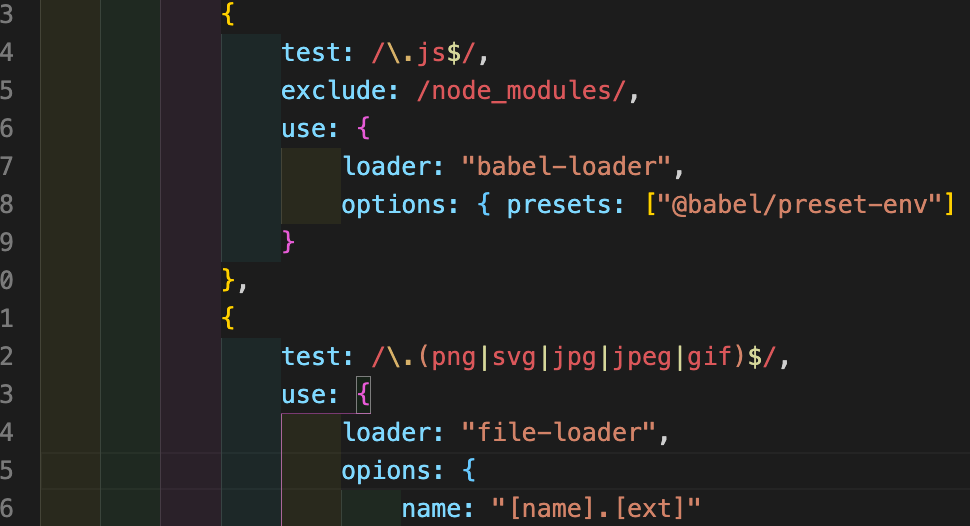 3 {
4 test: /\.js$/,
5 exclude: /node_modules/,
6 use: {
7 loader: "babel-loader",
8 options: { presets: ["@babel/preset-env"]
9 }
0 },
1 {
2 test: /\.(png|svg|jpg|jpeg|gif)$/,
3 use: {
4 loader: "file-loader",
5 opions: {
6 name: "[name].[ext]"